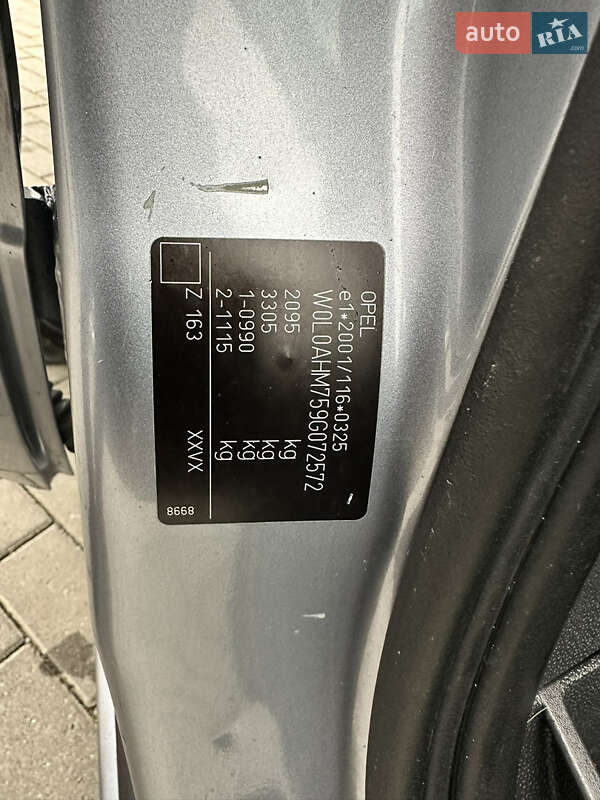 auto RIA
.com
OPEL
e1*2001/116*0325
W0L0AHM759G072572
2095 kg
3305 kg
1-0990 kg
2-1115 kg
Z 163 XXVX
8668